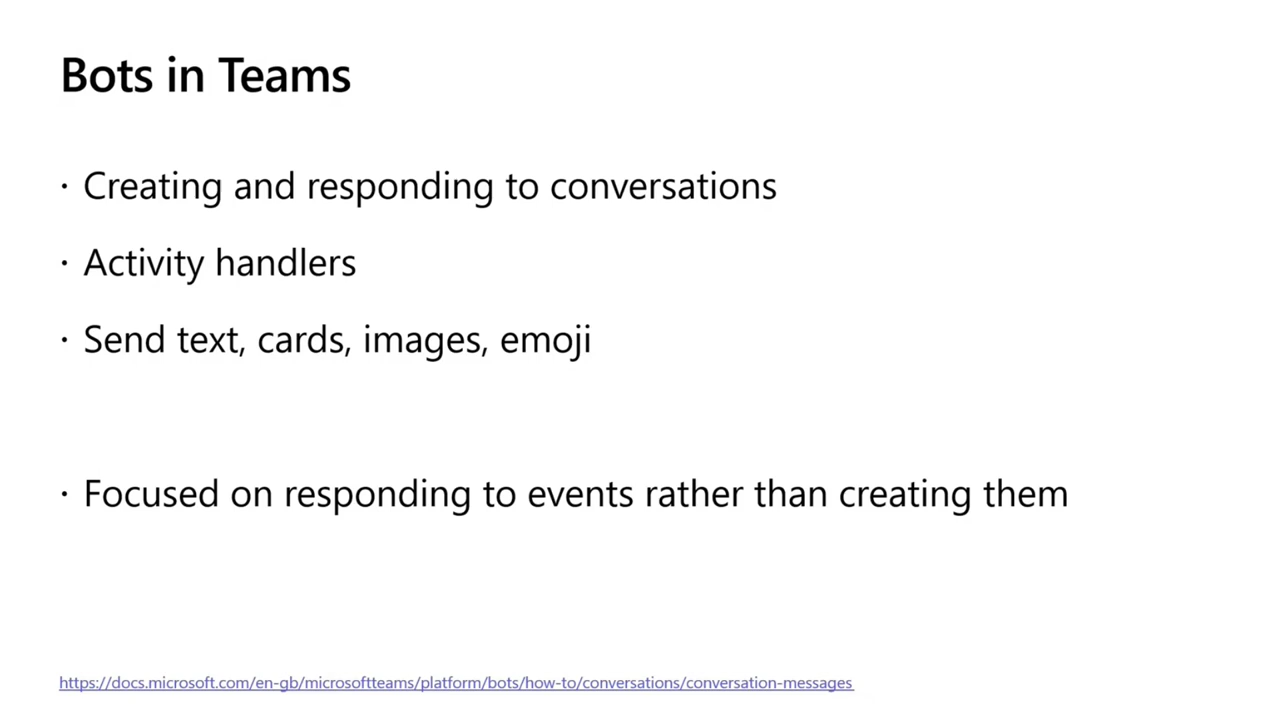 Bots in Teams
· Creating and responding to conversations
· Activity handlers
· Send text, cards, images, emoji
· Focused on responding to events rather than creating them
https://docs.microsoft.com/en-gb/microsoftteams/platform/bots/how-to/conversations/conversation-messages